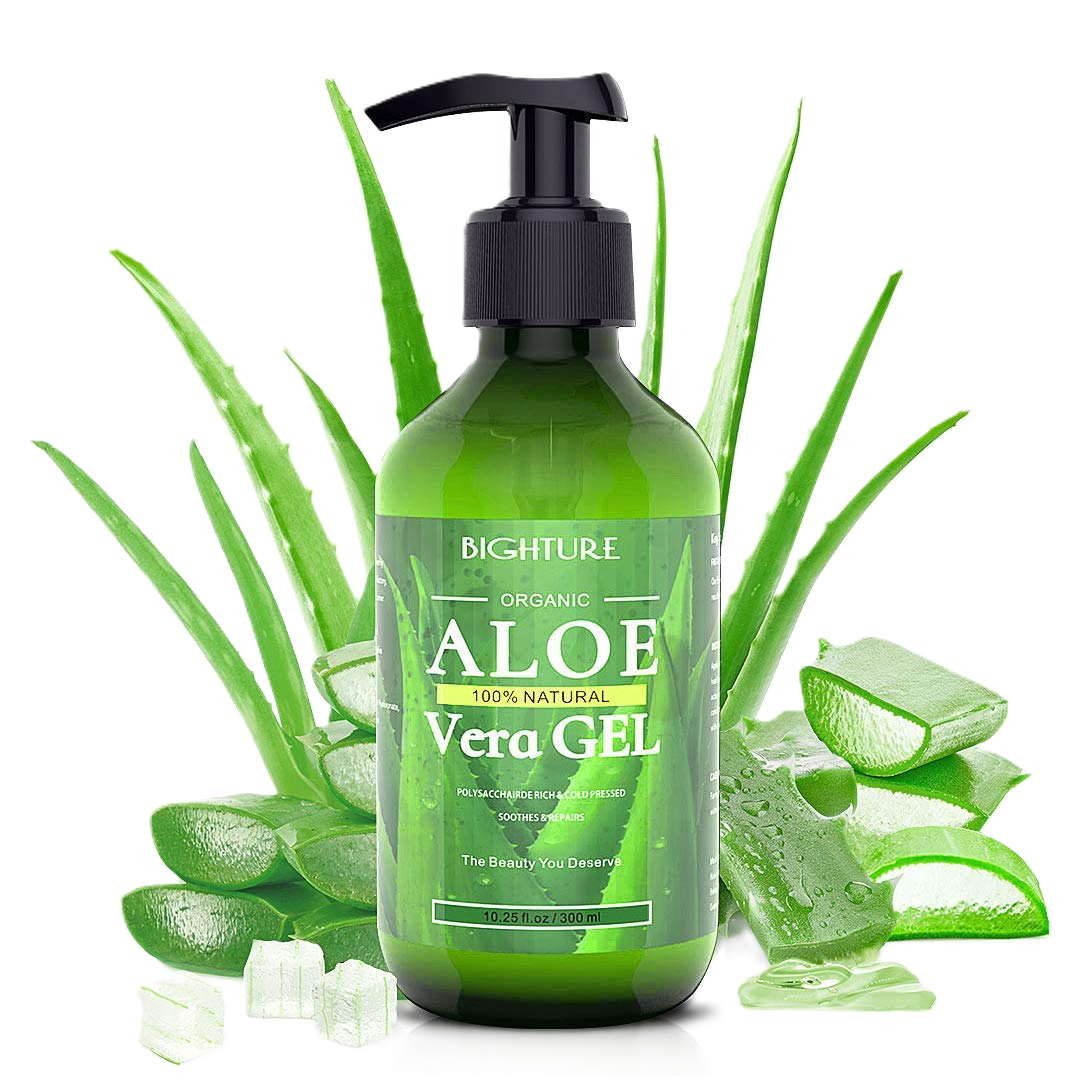 BIGHTURE
ORGANIC
ALOE
100% NATURAL
Vera GEL
POLYSACCHAIRDE RICH & COLD PRESSED
SOOTHES & REPAIRS
The Beauty You Deserve
10.25 fl.oz / 300 ml